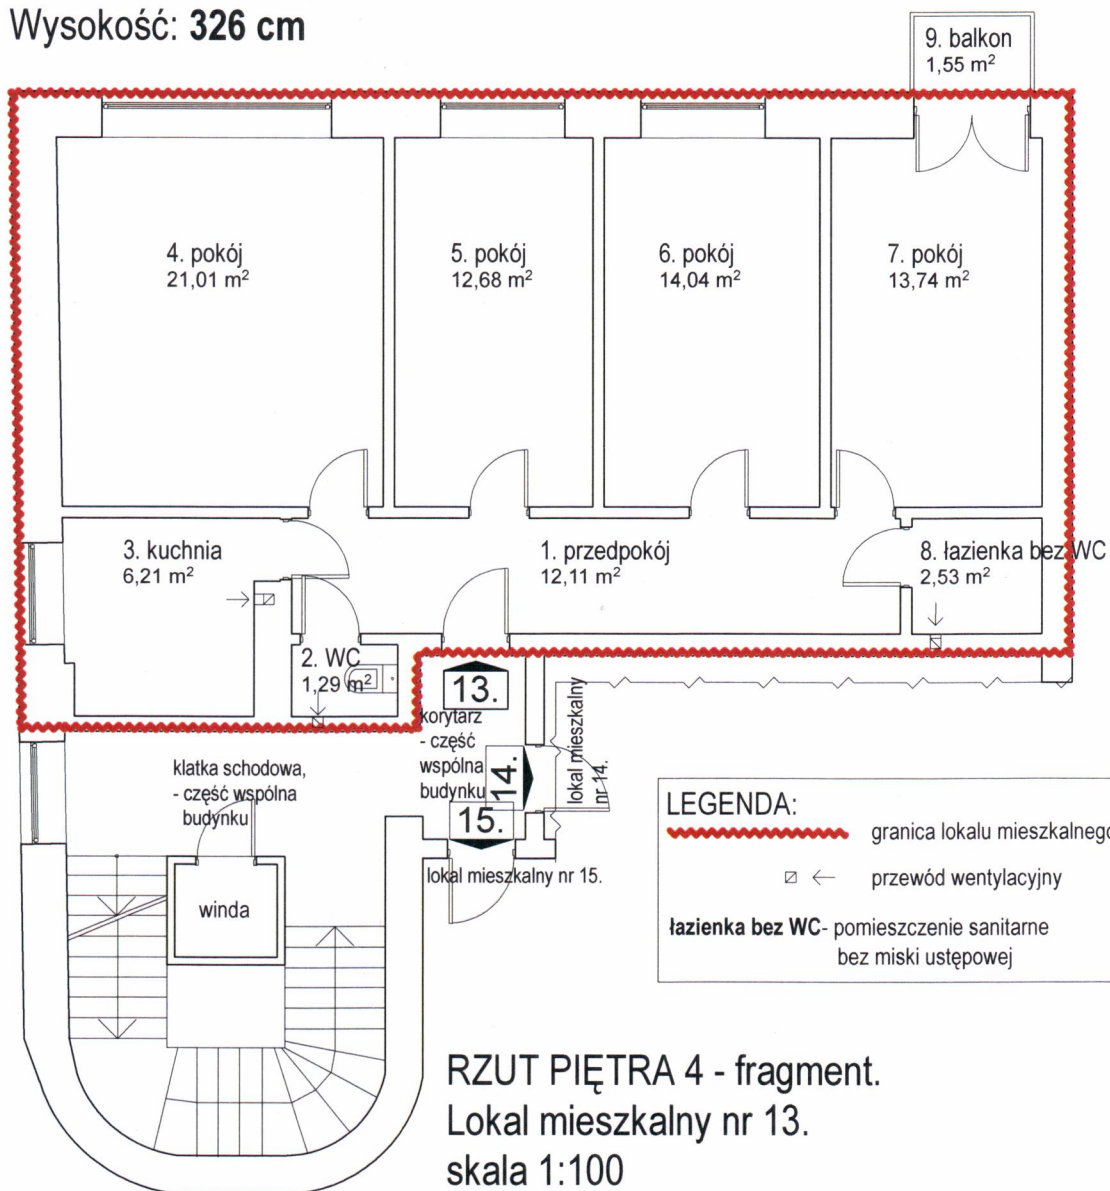 Wysokość: 326 cm
9. balkon
1,55 m²
4. pokój
21,01 m²
5. pokój
12,68 m²
6. pokój
14,04 m²
7. pokój
13,74 m²
3. kuchnia
6,21 m²
1. przedpokój
12,11 m²
8. łazienka bez WC
2,53 m²
2. WC
1,29 m²
13.
korytarz
- część
wspólna
budynku
14.
lokal mieszkalny
nr 14.
15.
lokal mieszkalny nr 15.
klatka schodowa,
- część wspólna
budynku
winda
LEGENDA:
granica lokalu mieszkalnego
przewód wentylacyjny
łazienka bez WC- pomieszczenie sanitarne
bez miski ustępowej
RZUT PIĘTRA 4 - fragment.
Lokal mieszkalny nr 13.
skala 1:100